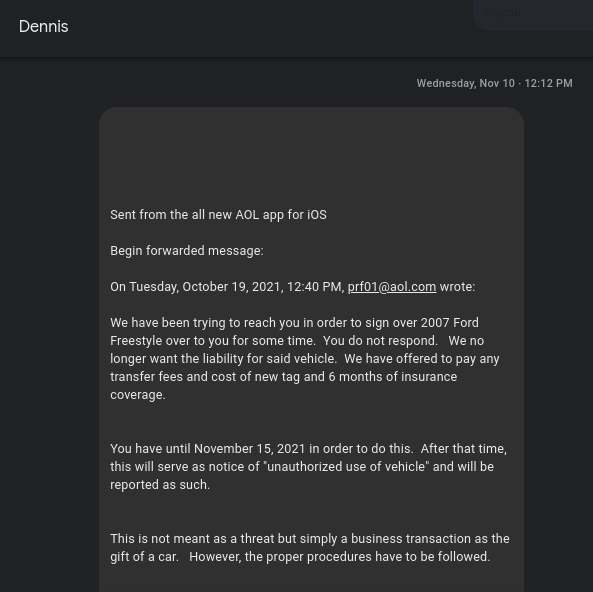 Dennis
Wednesday, Nov 10 · 12:12 PM
Sent from the all new AOL app for iOS
Begin forwarded message:
On Tuesday, October 19, 2021, 12:40 PM, prf01@aol.com wrote:
We have been trying to reach you in order to sign over 2007 Ford
Freestyle over to you for some time.  You do not respond.   We no
longer want the liability for said vehicle.  We have offered to pay any
transfer fees and cost of new tag and 6 months of insurance
coverage.
You have until November 15, 2021 in order to do this.  After that time,
this will serve as notice of "unauthorized use of vehicle" and will be
reported as such.
This is not meant as a threat but simply a business transaction as the
gift of a car.   However, the proper procedures have to be followed.